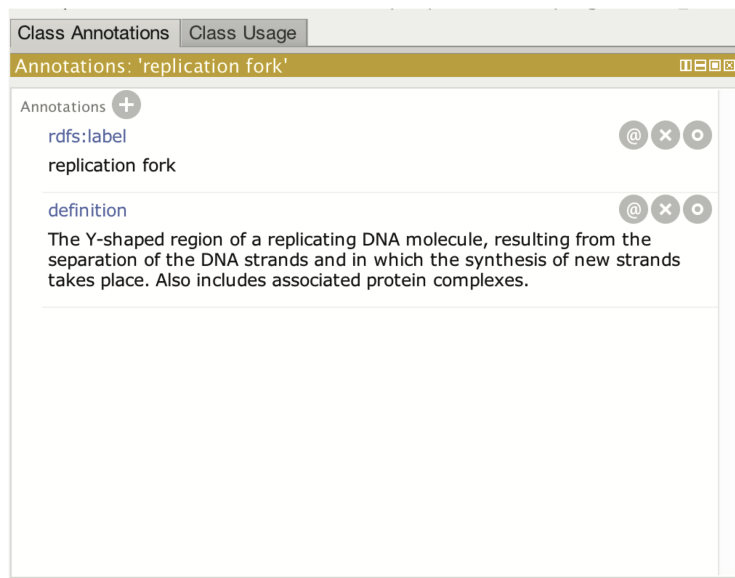 Class Annotations Class Usage
Annotations: 'replication fork'
Annotations +
rdfs:label @
replication fork
definition @
The Y-shaped region of a replicating DNA molecule, resulting from the
separation of the DNA strands and in which the synthesis of new strands
takes place. Also includes associated protein complexes.